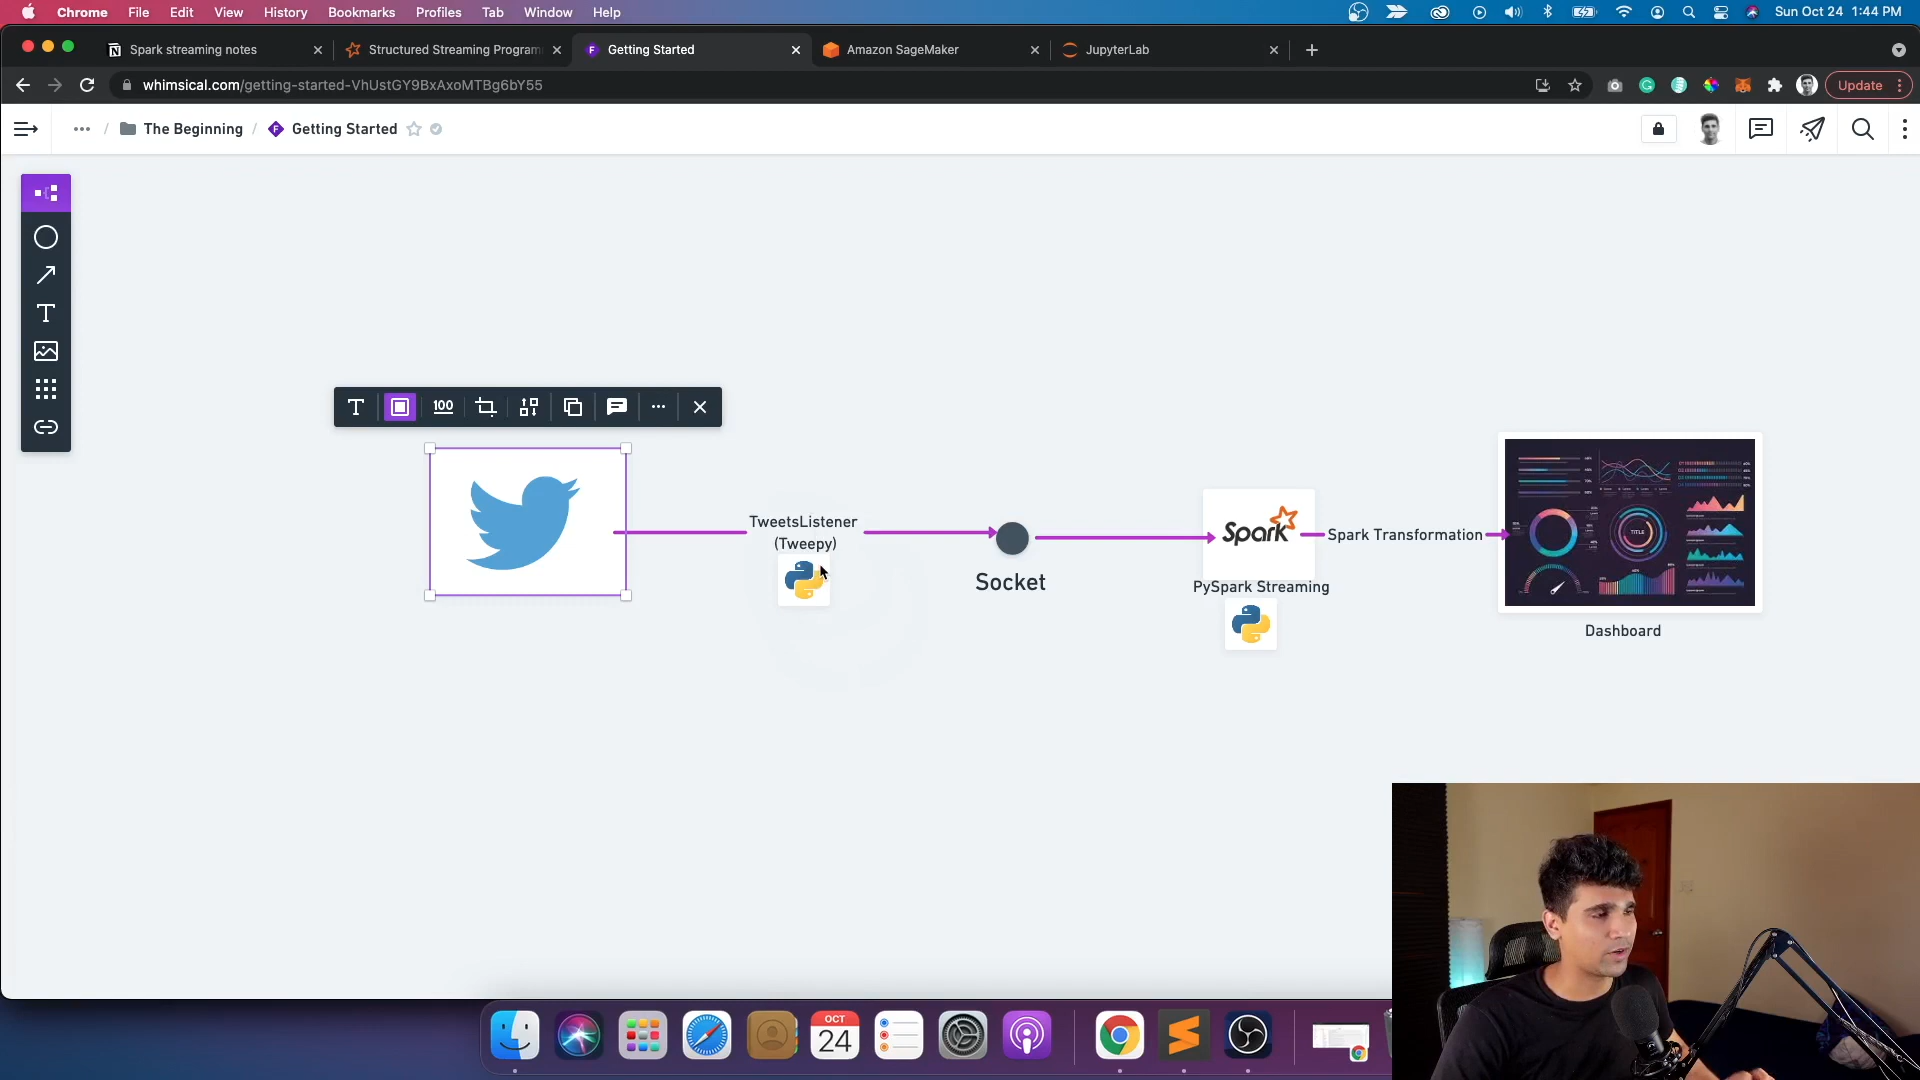 Chrome File Edit View History Bookmarks Profiles Tab Window Help
Sun Oct 24 1:44 PM
Spark streaming notes
Structured Streaming Program
Getting Started
Amazon SageMaker
JupyterLab
whimsical.com/getting-started-VhUstGY9BxAxoMTBg6bY55
Update
The Beginning / Getting Started
100
TweetsListener
(Tweepy)
Socket
Spark
PySpark Streaming
Spark Transformation
TITLE
Dashboard
OCT
24